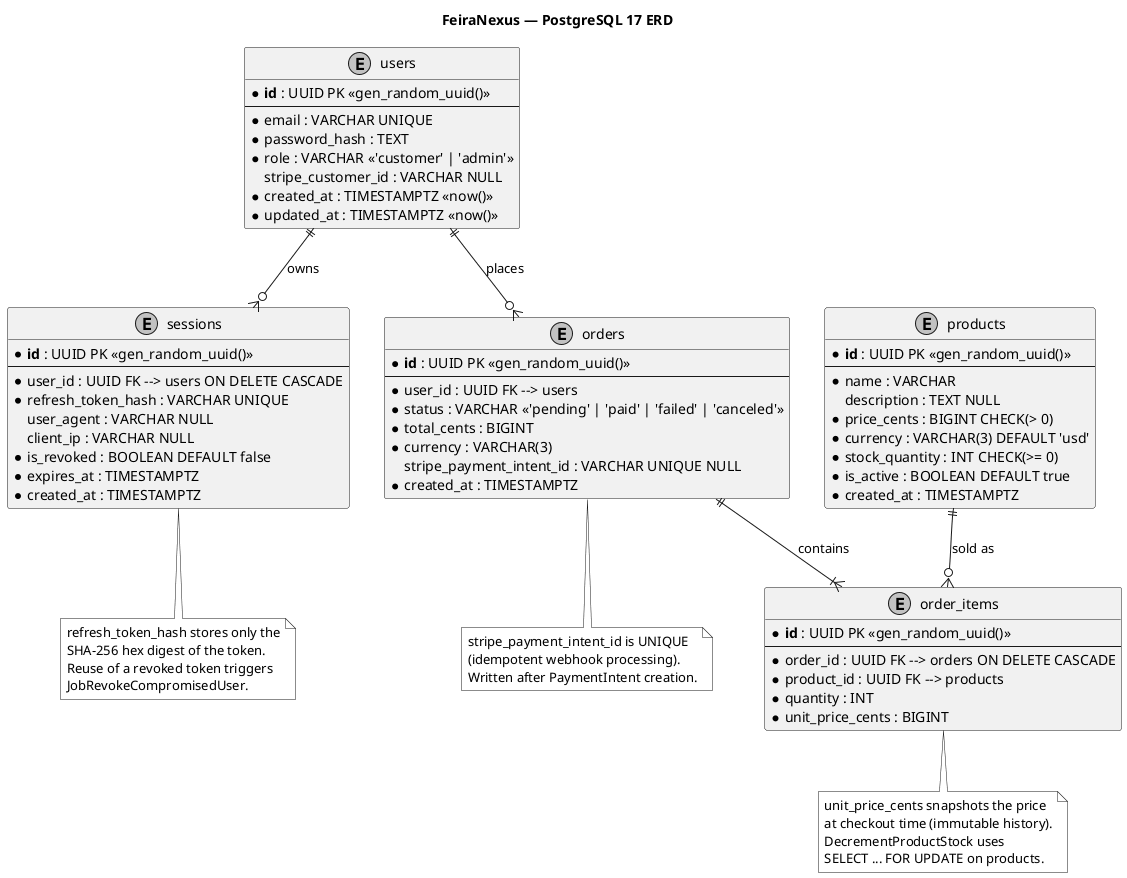 FeiraNexus — PostgreSQL 17 ERD
E users
* id : UUID PK «gen_random_uuid()»
* email : VARCHAR UNIQUE
* password_hash : TEXT
* role : VARCHAR «'customer' | 'admin'»
stripe_customer_id : VARCHAR NULL
* created_at : TIMESTAMPTZ «now()»
* updated_at : TIMESTAMPTZ «now()»
owns
places
E sessions
* id : UUID PK «gen_random_uuid()»
* user_id : UUID FK --> users ON DELETE CASCADE
* refresh_token_hash : VARCHAR UNIQUE
user_agent : VARCHAR NULL
client_ip : VARCHAR NULL
* is_revoked : BOOLEAN DEFAULT false
* expires_at : TIMESTAMPTZ
* created_at : TIMESTAMPTZ
E orders
* id : UUID PK «gen_random_uuid()»
* user_id : UUID FK --> users
* status : VARCHAR «'pending' | 'paid' | 'failed' | 'canceled'»
* total_cents : BIGINT
* currency : VARCHAR(3)
stripe_payment_intent_id : VARCHAR UNIQUE NULL
* created_at : TIMESTAMPTZ
E products
* id : UUID PK «gen_random_uuid()»
* name : VARCHAR
description : TEXT NULL
* price_cents : BIGINT CHECK(> 0)
* currency : VARCHAR(3) DEFAULT 'usd'
* stock_quantity : INT CHECK(>= 0)
* is_active : BOOLEAN DEFAULT true
* created_at : TIMESTAMPTZ
contains
sold as
refresh_token_hash stores only the
SHA-256 hex digest of the token.
Reuse of a revoked token triggers
JobRevokeCompromisedUser.
stripe_payment_intent_id is UNIQUE
(idempotent webhook processing).
Written after PaymentIntent creation.
E order_items
* id : UUID PK «gen_random_uuid()»
* order_id : UUID FK --> orders ON DELETE CASCADE
* product_id : UUID FK --> products
* quantity : INT
* unit_price_cents : BIGINT
unit_price_cents snapshots the price
at checkout time (immutable history).
DecrementProductStock uses
SELECT ... FOR UPDATE on products.